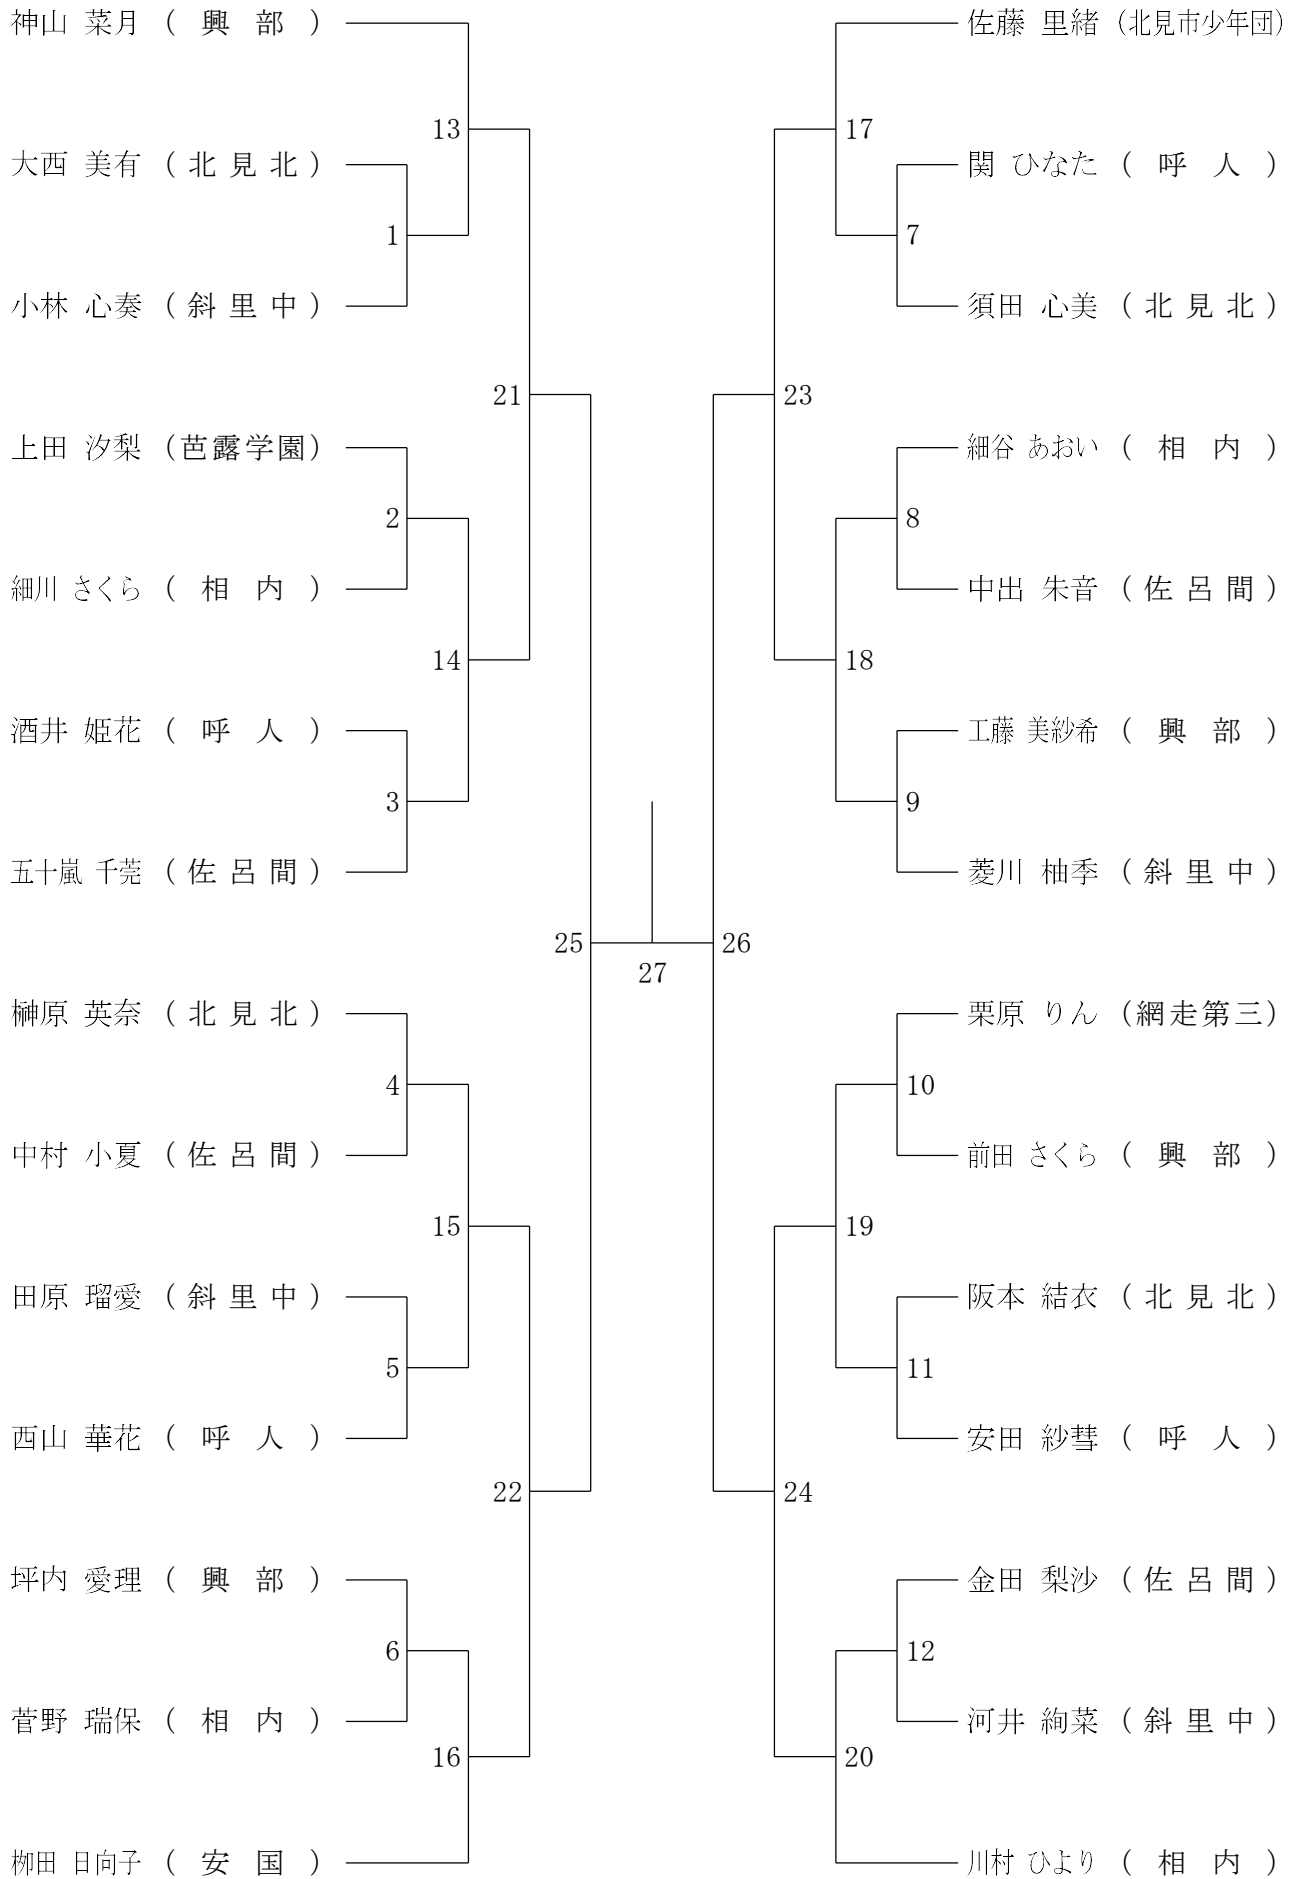 神山 菜月 ( 興 部 )
13
大西 美有 ( 北 見 北 )
1
小林 心奏 ( 斜 里 中 )
21
上田 汐梨 (芭露学園)
2
細川 さくら ( 相 内 )
14
酒井 姫花 ( 呼 人 )
3
五十嵐 千莞 ( 佐 呂 間 )
25
27
榊原 英奈 ( 北 見 北 )
4
中村 小夏 ( 佐 呂 間 )
15
田原 瑠愛 ( 斜 里 中 )
5
西山 華花 ( 呼 人 )
22
坪内 愛理 ( 興 部 )
6
菅野 瑞保 ( 相 内 )
16
栁田 日向子 ( 安 国 )
佐藤 里緒 (北見市少年団)
17
関 ひなた ( 呼 人 )
7
須田 心美 ( 北 見 北 )
23
細谷 あおい ( 相 内 )
8
中出 朱音 ( 佐 呂 間 )
18
工藤 美紗希 ( 興 部 )
9
菱川 柚季 ( 斜 里 中 )
26
栗原 りん (網走第三)
10
前田 さくら ( 興 部 )
19
阪本 結衣 ( 北 見 北 )
11
安田 紗彗 ( 呼 人 )
24
金田 梨沙 ( 佐 呂 間 )
12
河井 絢菜 ( 斜 里 中 )
20
川村 ひより ( 相 内 )